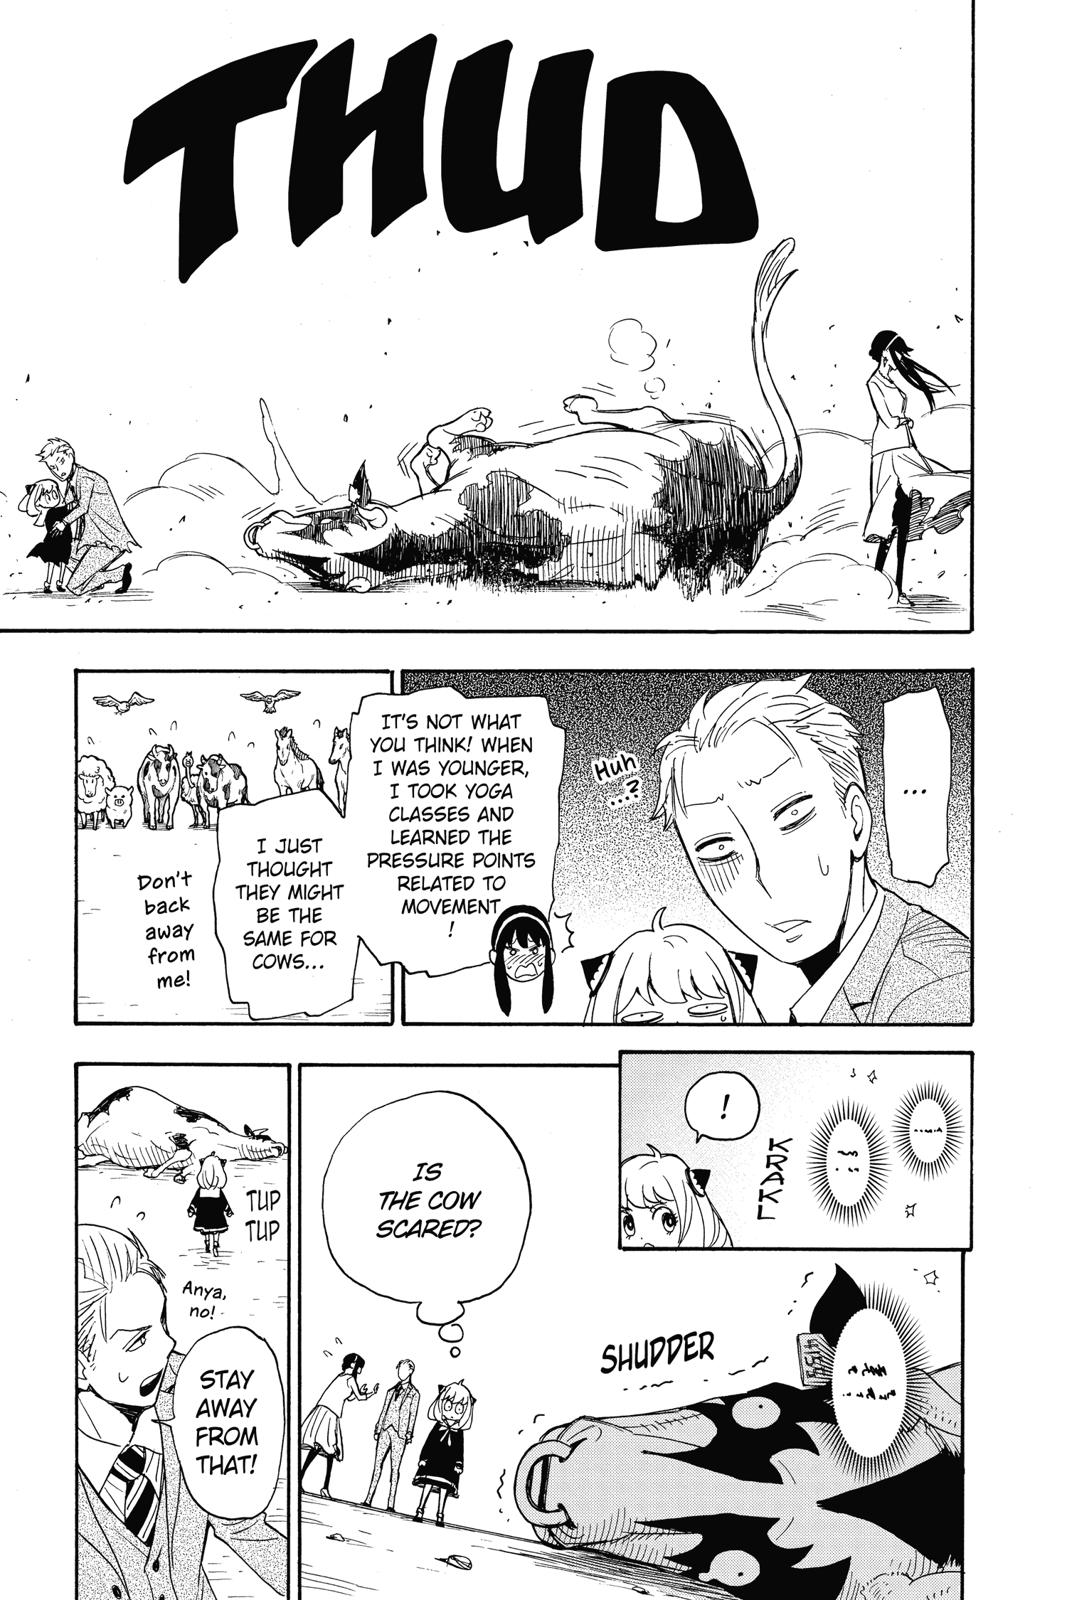 THUD
...
Huh
...?
IT'S NOT WHAT
YOU THINK! WHEN
I WAS YOUNGER,
I TOOK YOGA
CLASSES AND
LEARNED THE
PRESSURE POINTS
RELATED TO
MOVEMENT
!
I JUST
THOUGHT
THEY MIGHT
BE THE
SAME FOR
COWS...
Don't
back
away
from
me!
!
KRAKL
SHUDDER
IS
THE COW
SCARED?
TUP
TUP
Anya,
no!
STAY
AWAY
FROM
THAT!